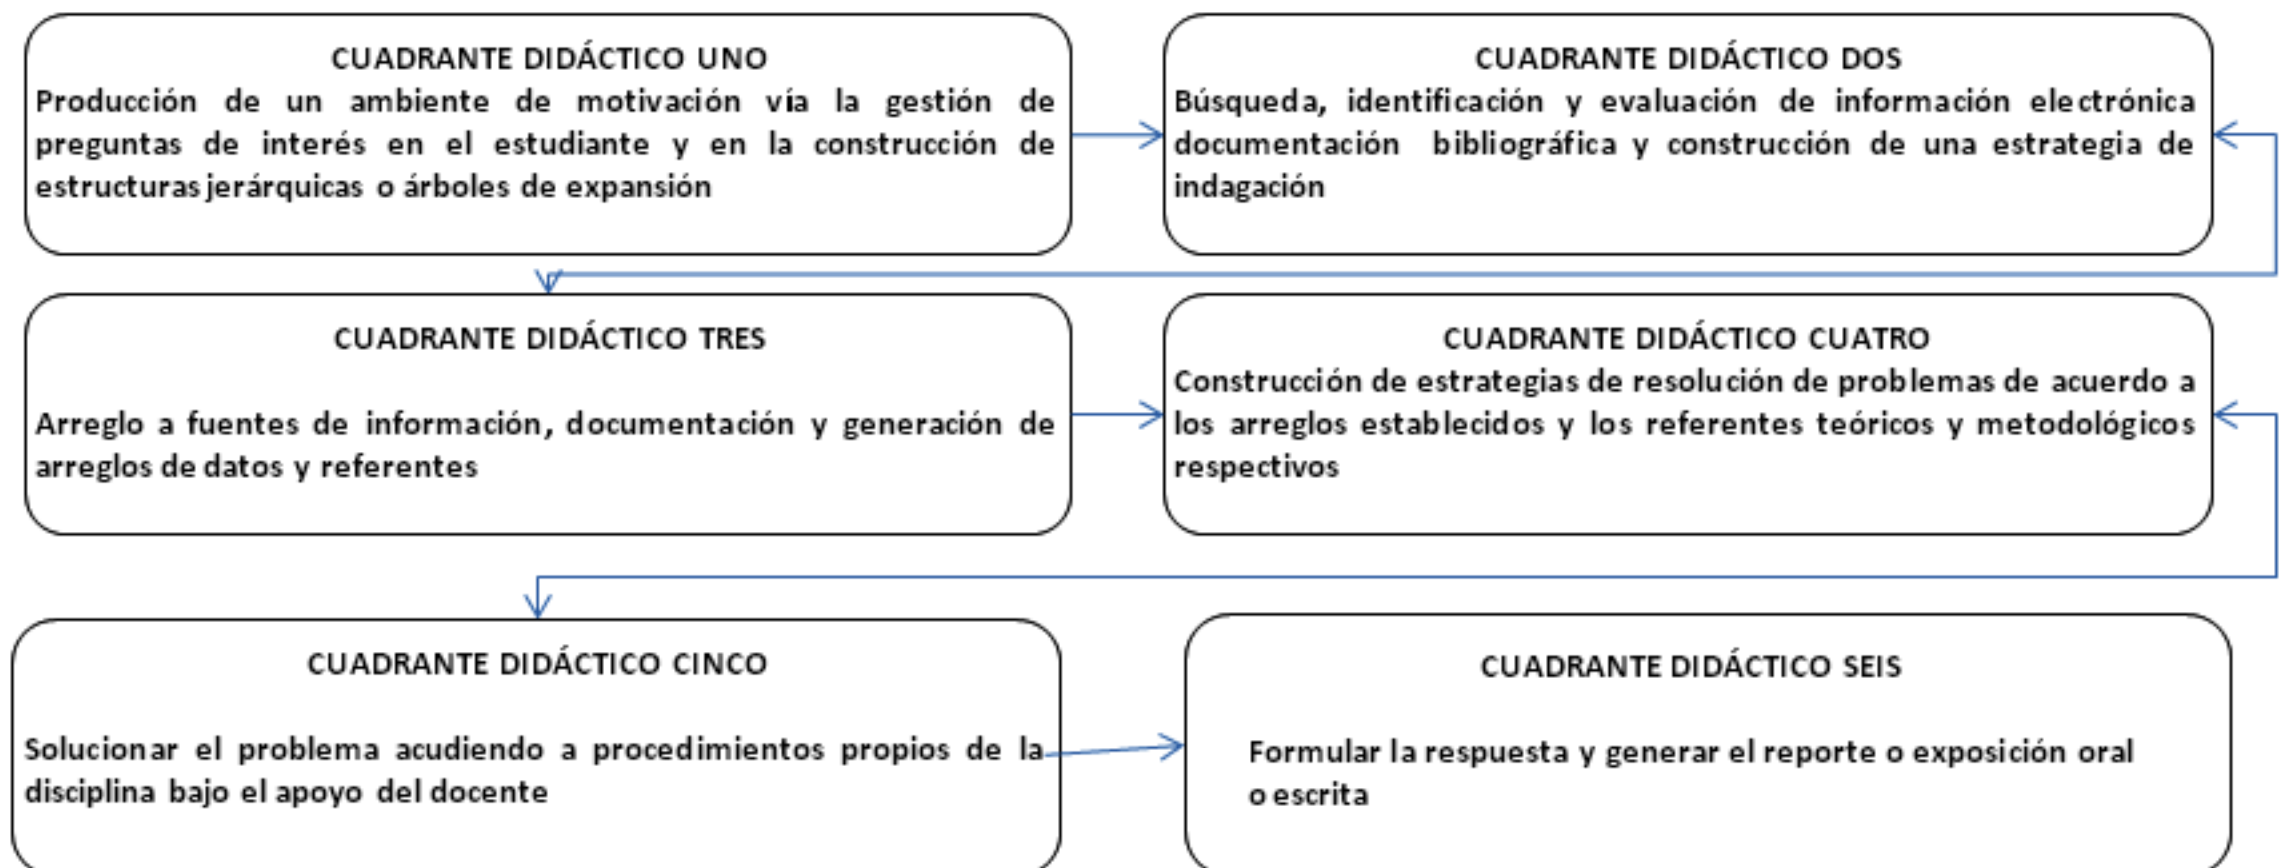 CUADRANTE DIDÁCTICO UNO
Producción de un ambiente de motivación vía la gestión de
preguntas de interés en el estudiante y en la construcción de
estructuras jerárquicas o árboles de expansión
CUADRANTE DIDÁCTICO DOS
Búsqueda, identificación y evaluación de información electrónica
documentación bibliográfica y construcción de una estrategia de
indagación
CUADRANTE DIDÁCTICO TRES
Arreglo a fuentes de información, documentación y generación de
arreglos de datos y referentes
CUADRANTE DIDÁCTICO CUATRO
Construcción de estrategias de resolución de problemas de acuerdo a
los arreglos establecidos y los referentes teóricos y metodológicos
respectivos
CUADRANTE DIDÁCTICO CINCO
Solucionar el problema acudiendo a procedimientos propios de la
disciplina bajo el apoyo del docente
CUADRANTE DIDÁCTICO SEIS
Formular la respuesta y generar el reporte o exposición oral
o escrita